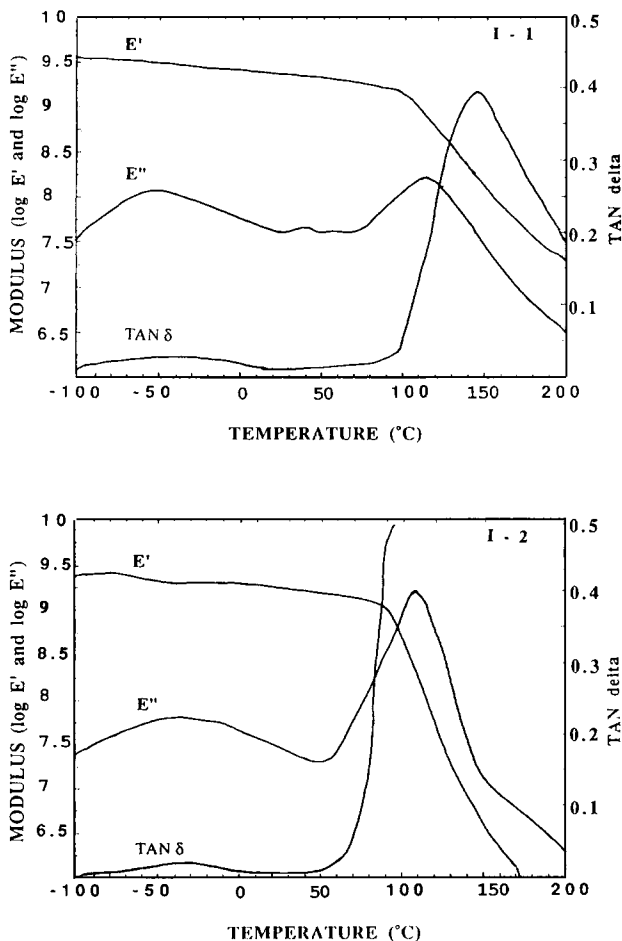 I - 1
10
9.5
9
8.5
8
7.5
7
6.5
0.5
0.4
0.3
0.2
0.1
E'
E"
TAN δ
MODULUS (log E' and log E")
TAN delta
-100 -50 0 50 100 150 200
TEMPERATURE (°C)
I - 2
10
9.5
9
8.5
8
7.5
7
6.5
0.5
0.4
0.3
0.2
0.1
E'
E"
TAN δ
MODULUS (log E' and log E")
TAN delta
-100 -50 0 50 100 150 200
TEMPERATURE (°C)